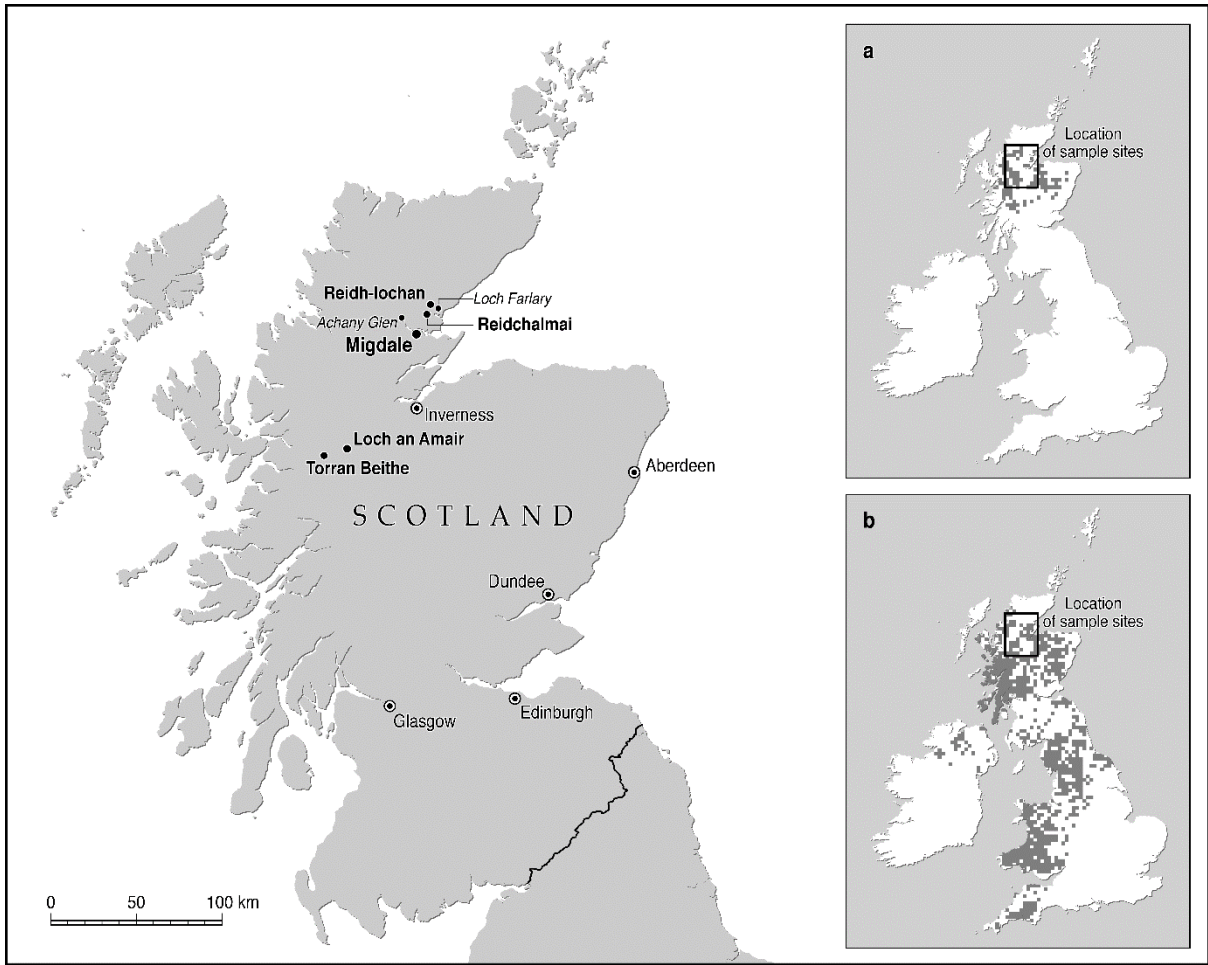 Reidh-lochan
Loch Farlary
Achany Glen
Reidchalmai
Migdale
Inverness
Loch an Amair
Torran Beithe
Aberdeen
SCOTLAND
Dundee
Edinburgh
Glasgow
0 50 100 km
a
Location
of sample sites
b
Location
of sample sites